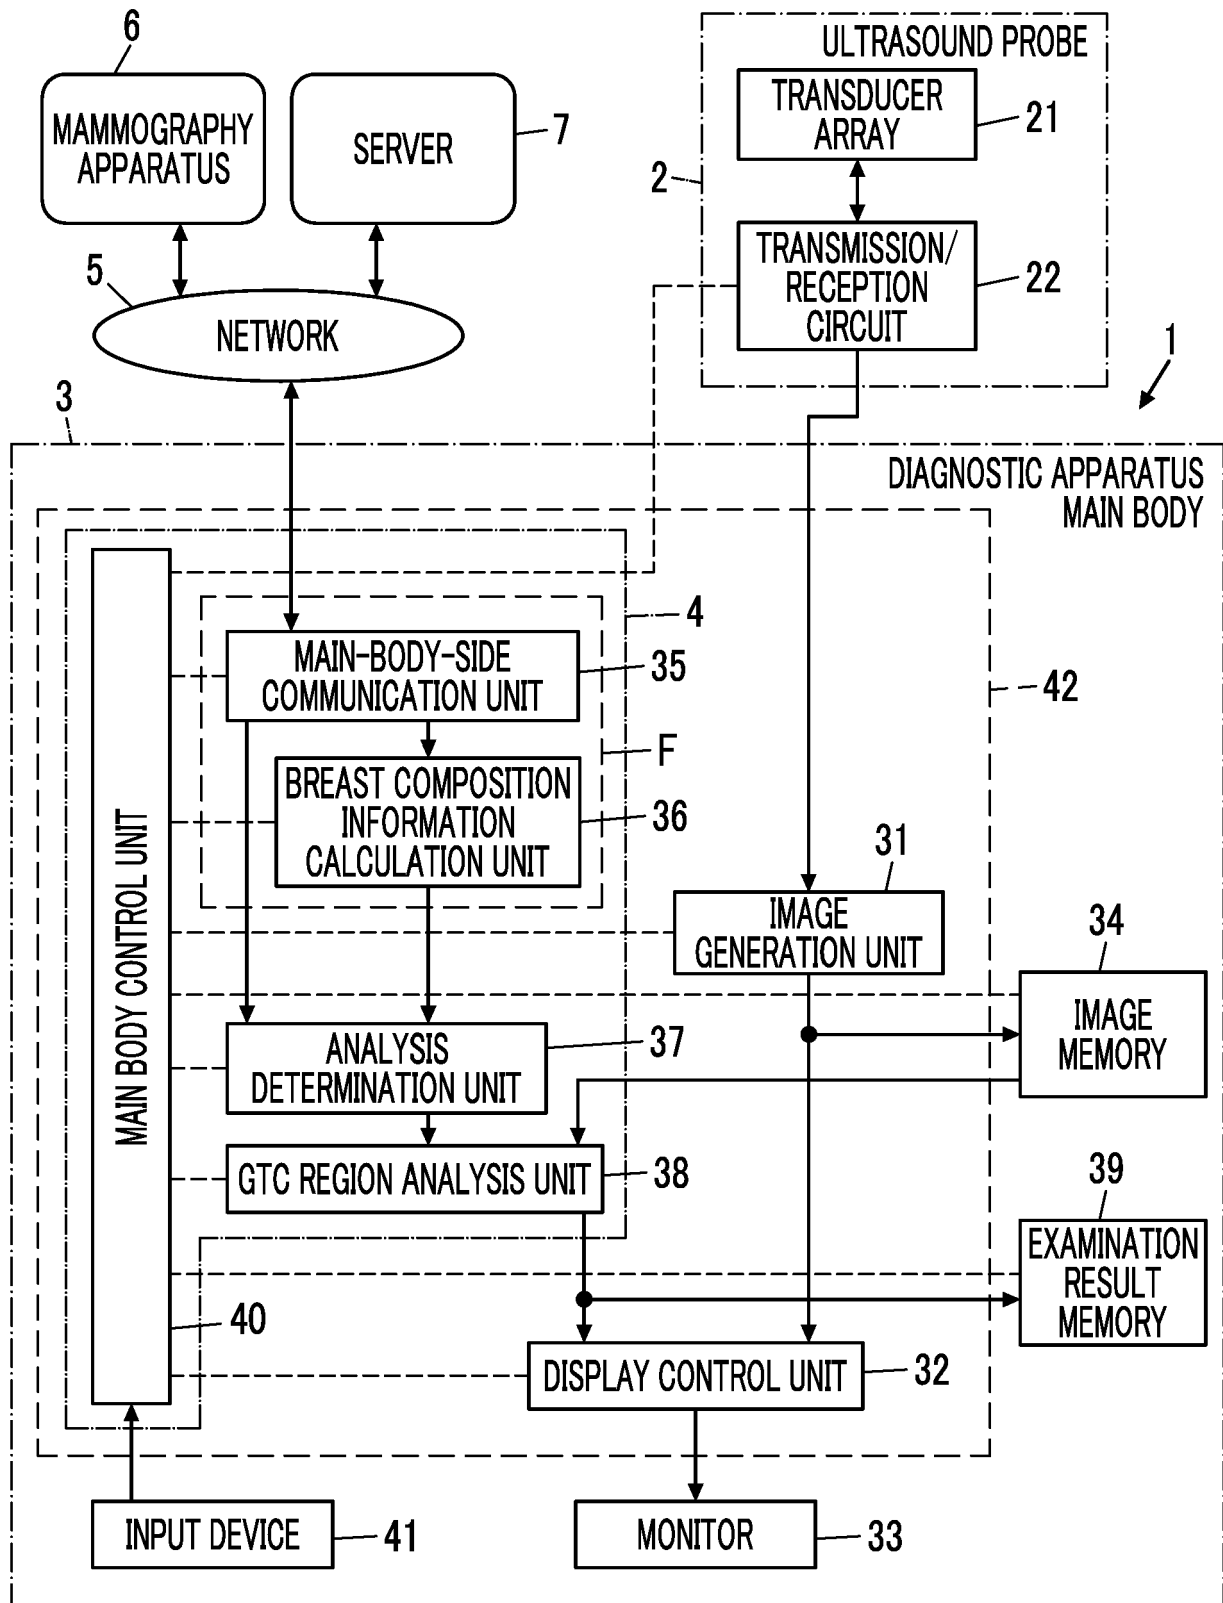 6
MAMMOGRAPHY
APPARATUS
SERVER
7
5
NETWORK
ULTRASOUND PROBE
TRANSDUCER
ARRAY
21
2
TRANSMISSION/
RECEPTION
CIRCUIT
22
1
3
DIAGNOSTIC APPARATUS
MAIN BODY
4
MAIN-BODY-SIDE
COMMUNICATION UNIT
35
42
F
BREAST COMPOSITION
INFORMATION
CALCULATION UNIT
36
MAIN BODY CONTROL UNIT
31
IMAGE
GENERATION UNIT
34
IMAGE
MEMORY
ANALYSIS
DETERMINATION UNIT
37
GTC REGION ANALYSIS UNIT
38
39
EXAMINATION
RESULT
MEMORY
40
DISPLAY CONTROL UNIT
32
INPUT DEVICE
41
MONITOR
33